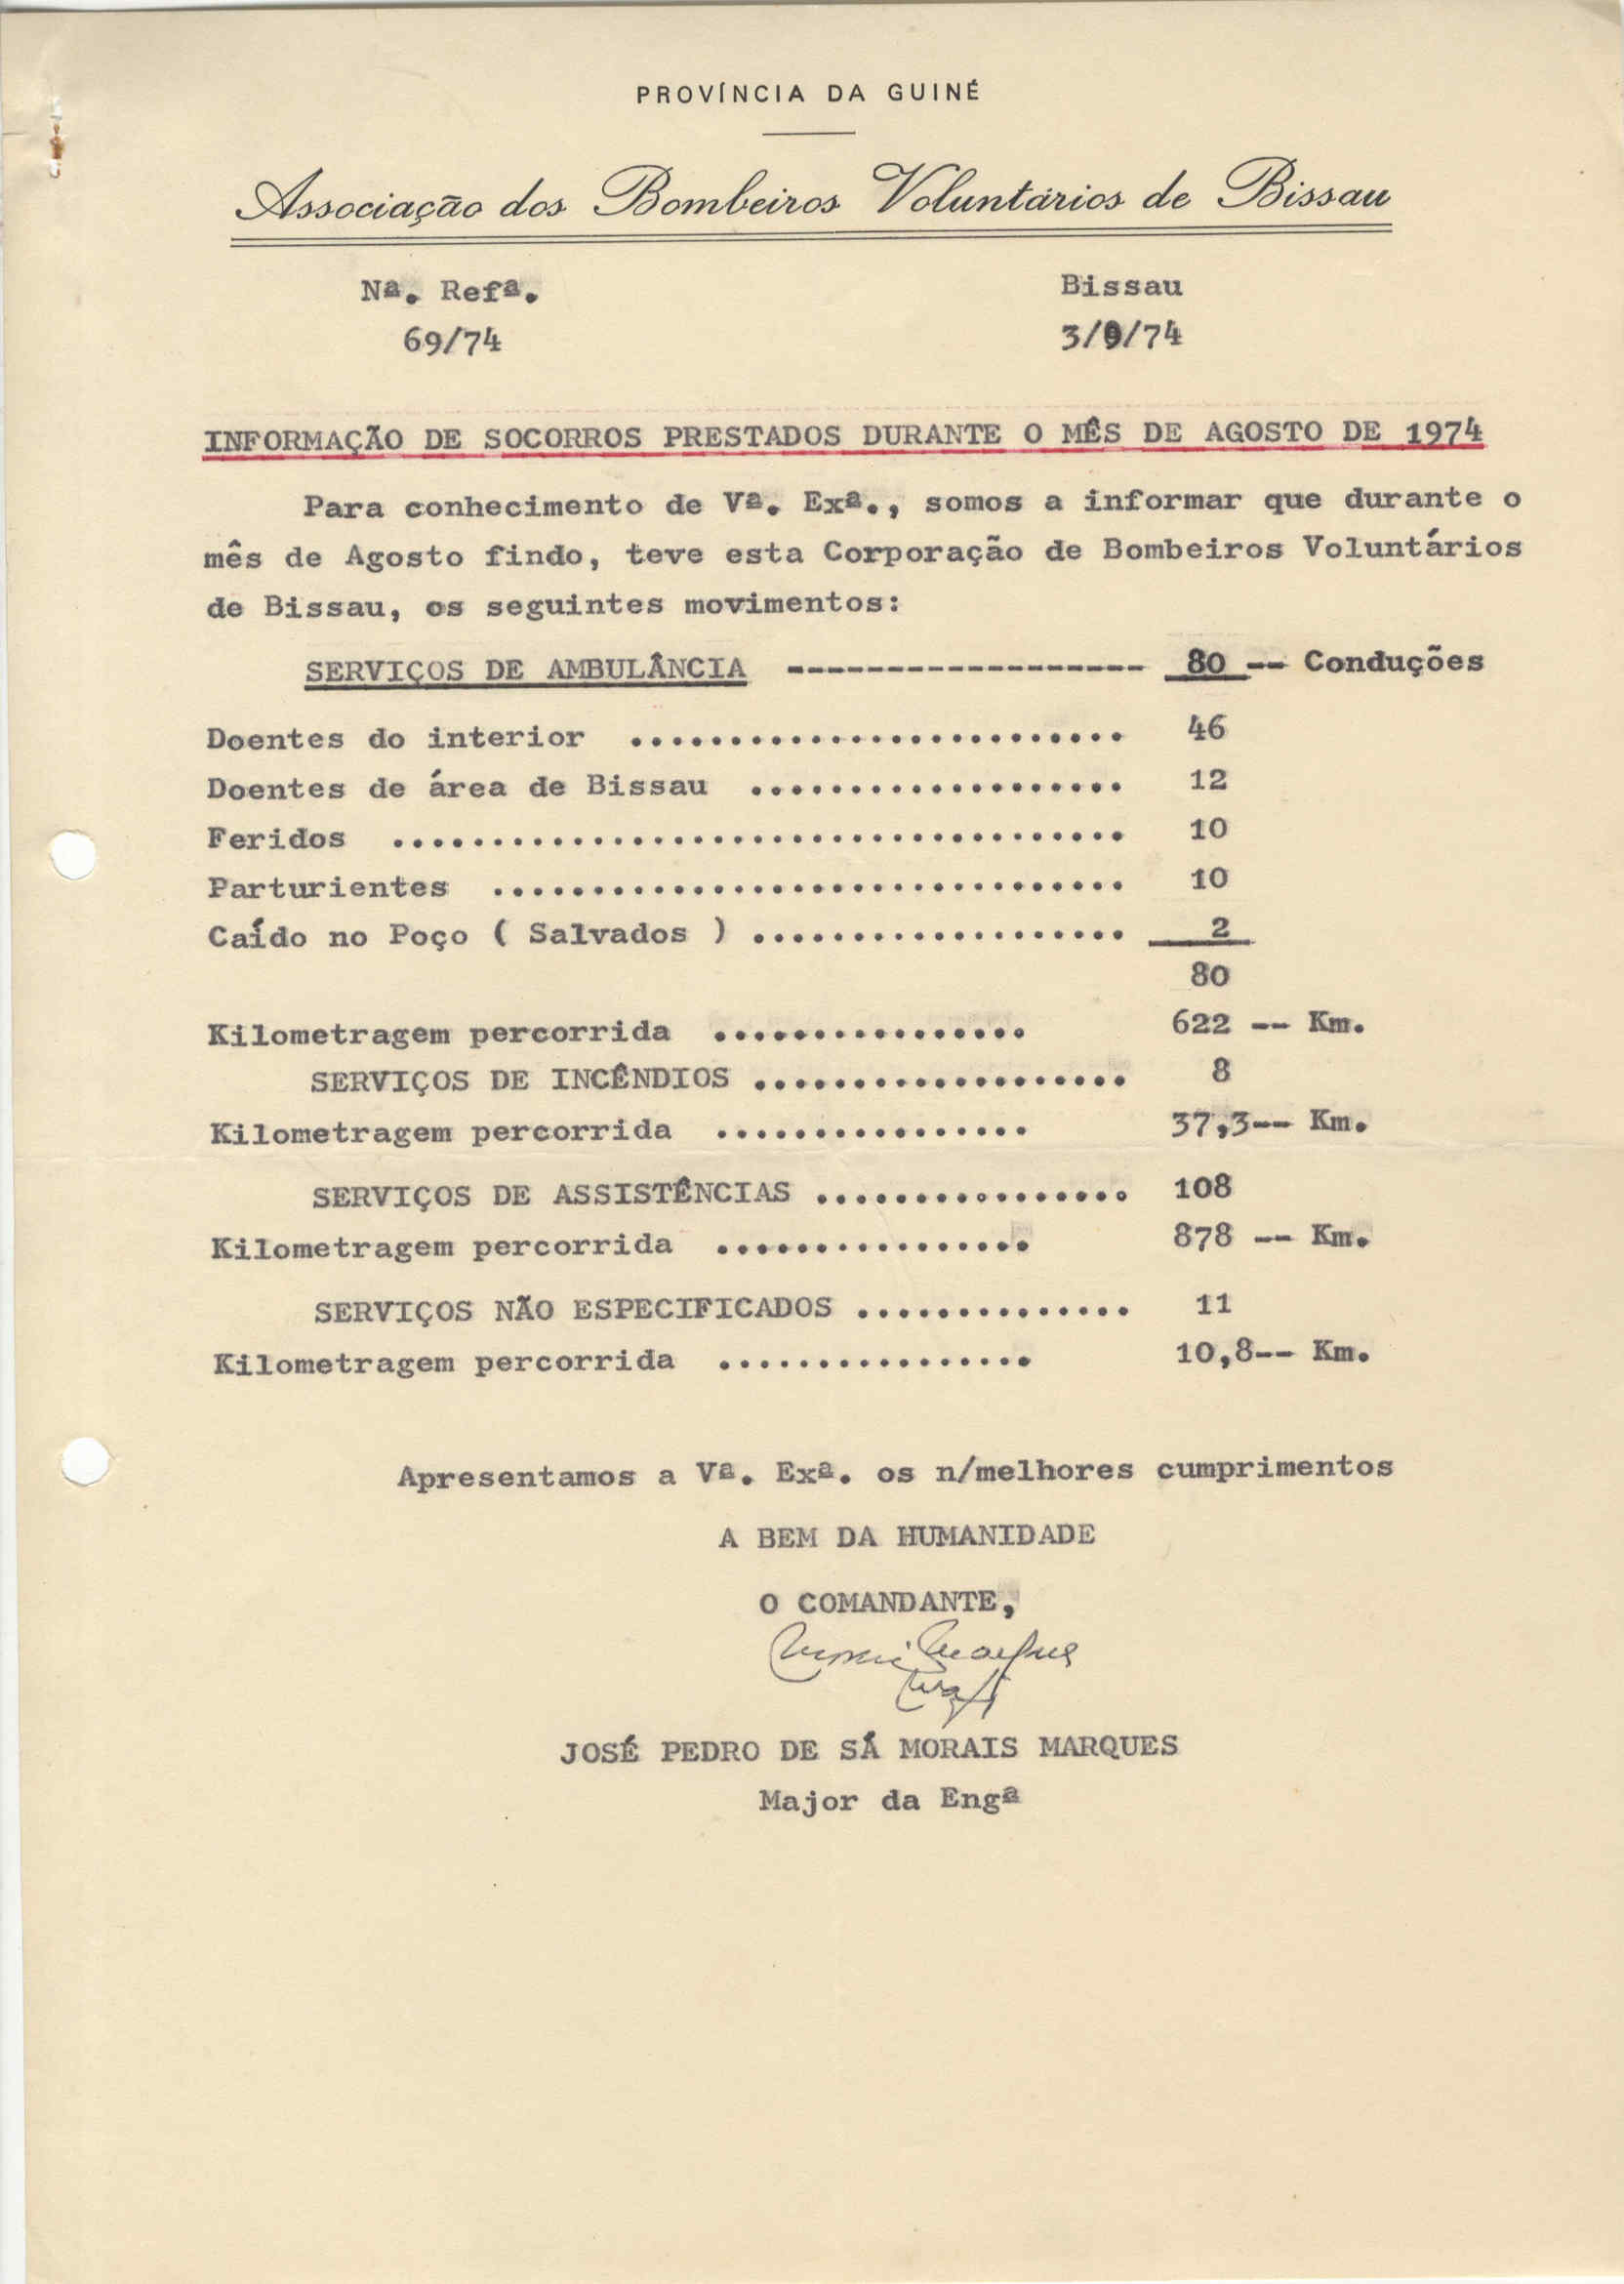 PROVÍNCIA DA GUINÉ
Associação dos Bombeiros Voluntários de Bissau
Nª. Refª. Bissau
69/74 3/9/74
INFORMAÇÃO DE SOCORROS PRESTADOS DURANTE O MÊS DE AGOSTO DE 1974
Para conhecimento de Vª. Exª., somos a informar que durante o
mês de Agosto findo, teve esta Corporação de Bombeiros Voluntários
de Bissau, os seguintes movimentos:
SERVIÇOS DE AMBULÂNCIA ------------------ 80 -- Conduções
Doentes do interior ......................... 46
Doentes de área de Bissau ................... 12
Feridos ..................................... 10
Parturientes ................................ 10
Caído no Poço ( Salvados ) ................... 2
80
Kilometragem percorrida ................ 622 -- Km.
SERVIÇOS DE INCÊNDIOS ................... 8
Kilometragem percorrida ................ 37,3-- Km.
SERVIÇOS DE ASSISTÊNCIAS ................ 108
Kilometragem percorrida ................ 878 -- Km.
SERVIÇOS NÃO ESPECIFICADOS .............. 11
Kilometragem percorrida ................ 10,8-- Km.
Apresentamos a Vª. Exª. os n/melhores cumprimentos
A BEM DA HUMANIDADE
O COMANDANTE,
JOSÉ PEDRO DE SÁ MORAIS MARQUES
Major da Engª